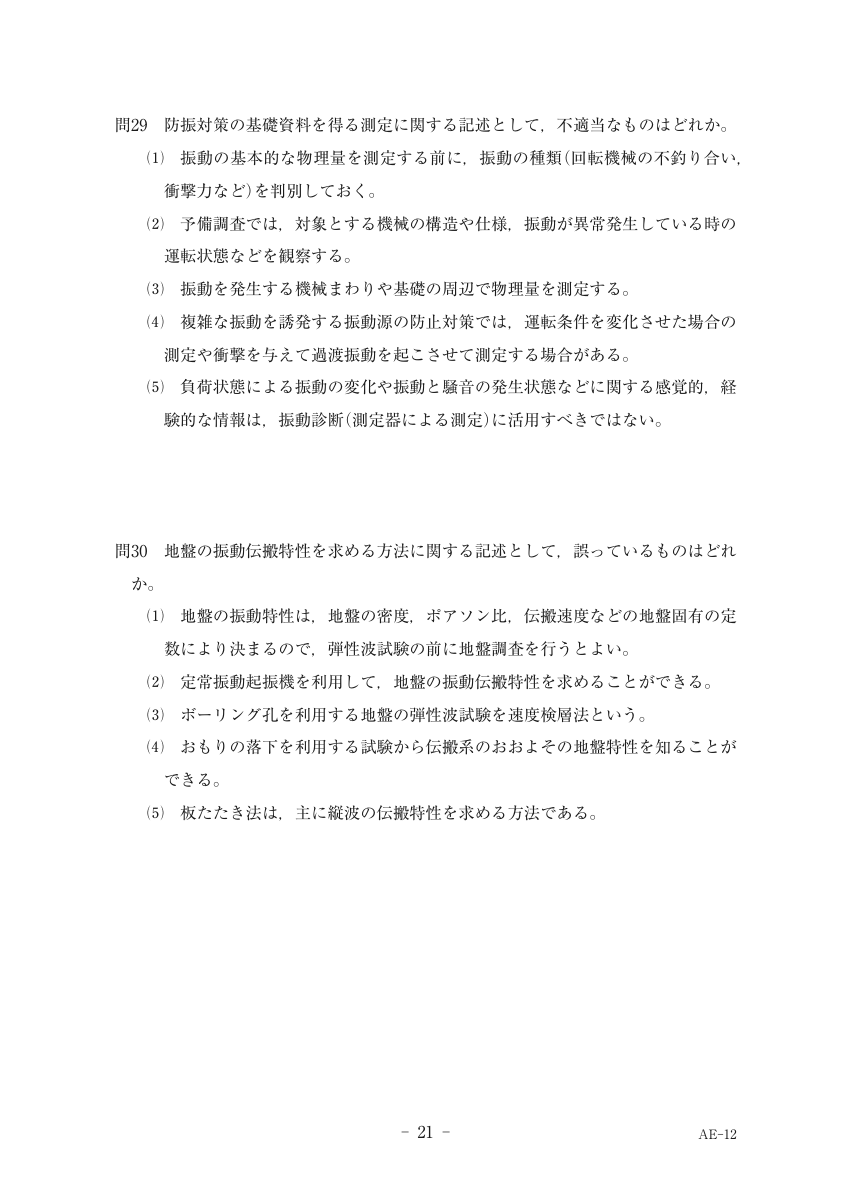 問29　防振対策の基礎資料を得る測定に関する記述として，不適当なものはどれか。
⑴　振動の基本的な物理量を測定する前に，振動の種類(回転機械の不釣り合い，
衝撃力など)を判別しておく。
⑵　予備調査では，対象とする機械の構造や仕様，振動が異常発生している時の
運転状態などを観察する。
⑶　振動を発生する機械まわりや基礎の周辺で物理量を測定する。
⑷　複雑な振動を誘発する振動源の防止対策では，運転条件を変化させた場合の
測定や衝撃を与えて過渡振動を起こさせて測定する場合がある。
⑸　負荷状態による振動の変化や振動と騒音の発生状態などに関する感覚的，経
験的な情報は，振動診断(測定器による測定)に活用すべきではない。
問30　地盤の振動伝搬特性を求める方法に関する記述として，誤っているものはどれ
か。
⑴　地盤の振動特性は，地盤の密度，ポアソン比，伝搬速度などの地盤固有の定
数により決まるので，弾性波試験の前に地盤調査を行うとよい。
⑵　定常振動起振機を利用して，地盤の振動伝搬特性を求めることができる。
⑶　ボーリング孔を利用する地盤の弾性波試験を速度検層法という。
⑷　おもりの落下を利用する試験から伝搬系のおおよその地盤特性を知ることが
できる。
⑸　板たたき法は，主に縦波の伝搬特性を求める方法である。
– 21 –
AE–12